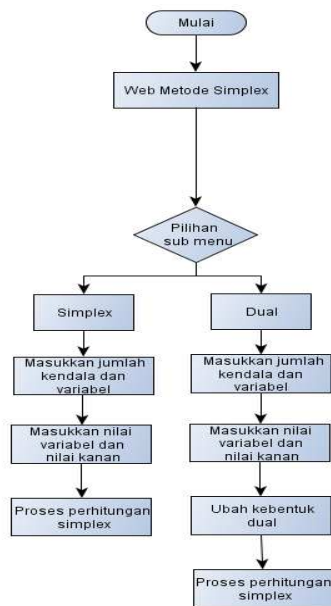 Mulai
Web Metode Simplex
Pilihan
sub menu
Simplex
Masukkan jumlah
kendala dan
variabel
Masukkan nilai
variabel dan
nilai kanan
Proses perhitungan
simplex
Dual
Masukkan jumlah
kendala dan
variabel
Masukkan nilai
variabel dan
nilai kanan
Ubah kebentuk
dual
Proses perhitungan
simplex